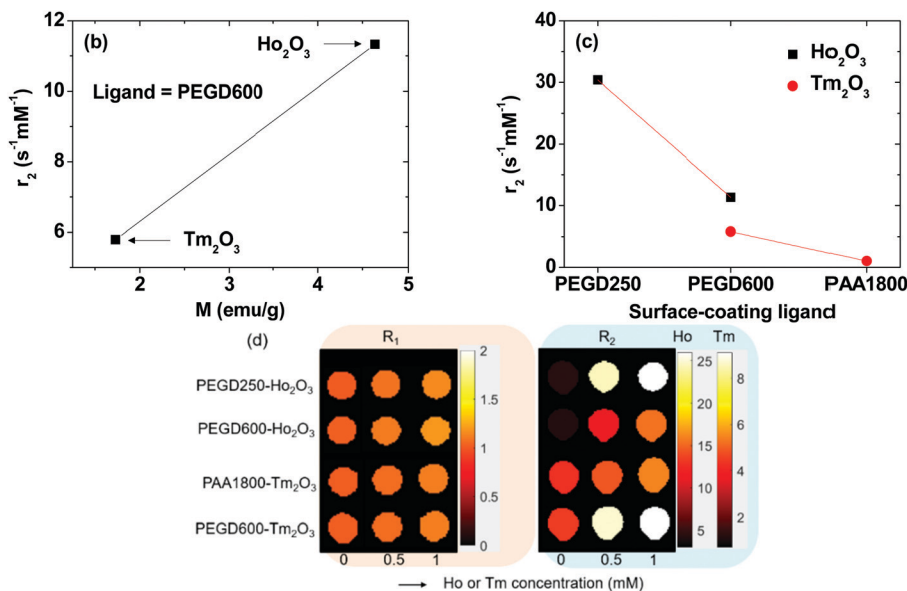 (b)
12
10
8
6
r2 (s-1mM-1)
Ho2O3
Ligand = PEGD600
Tm2O3
2
3
4
5
M (emu/g)
(c)
40
30
20
10
0
r2 (s-1mM-1)
Ho2O3
Tm2O3
PEGD250 PEGD600 PAA1800
Surface-coating ligand
(d)
R1
R2 Ho Tm
PEGD250-Ho2O3
PEGD600-Ho2O3
PAA1800-Tm2O3
PEGD600-Tm2O3
2
1.5
1
0.5
0
25
20
15
10
5
8
6
4
2
0 0.5 1
0 0.5 1
Ho or Tm concentration (mM)